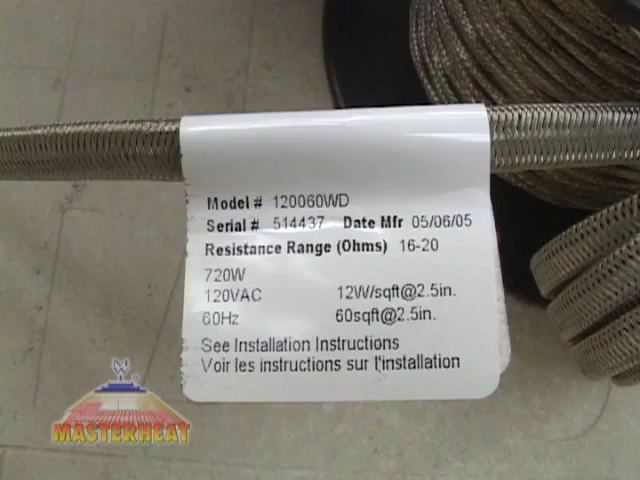 Model # 120060WD
Serial # 514437 Date Mfr 05/06/05
Resistance Range (Ohms) 16-20
720W
120VAC 12W/sqft@2.5in.
60Hz 60sqft@2.5in.
See Installation Instructions
Voir les instructions sur l'installation
MASTERHEAT